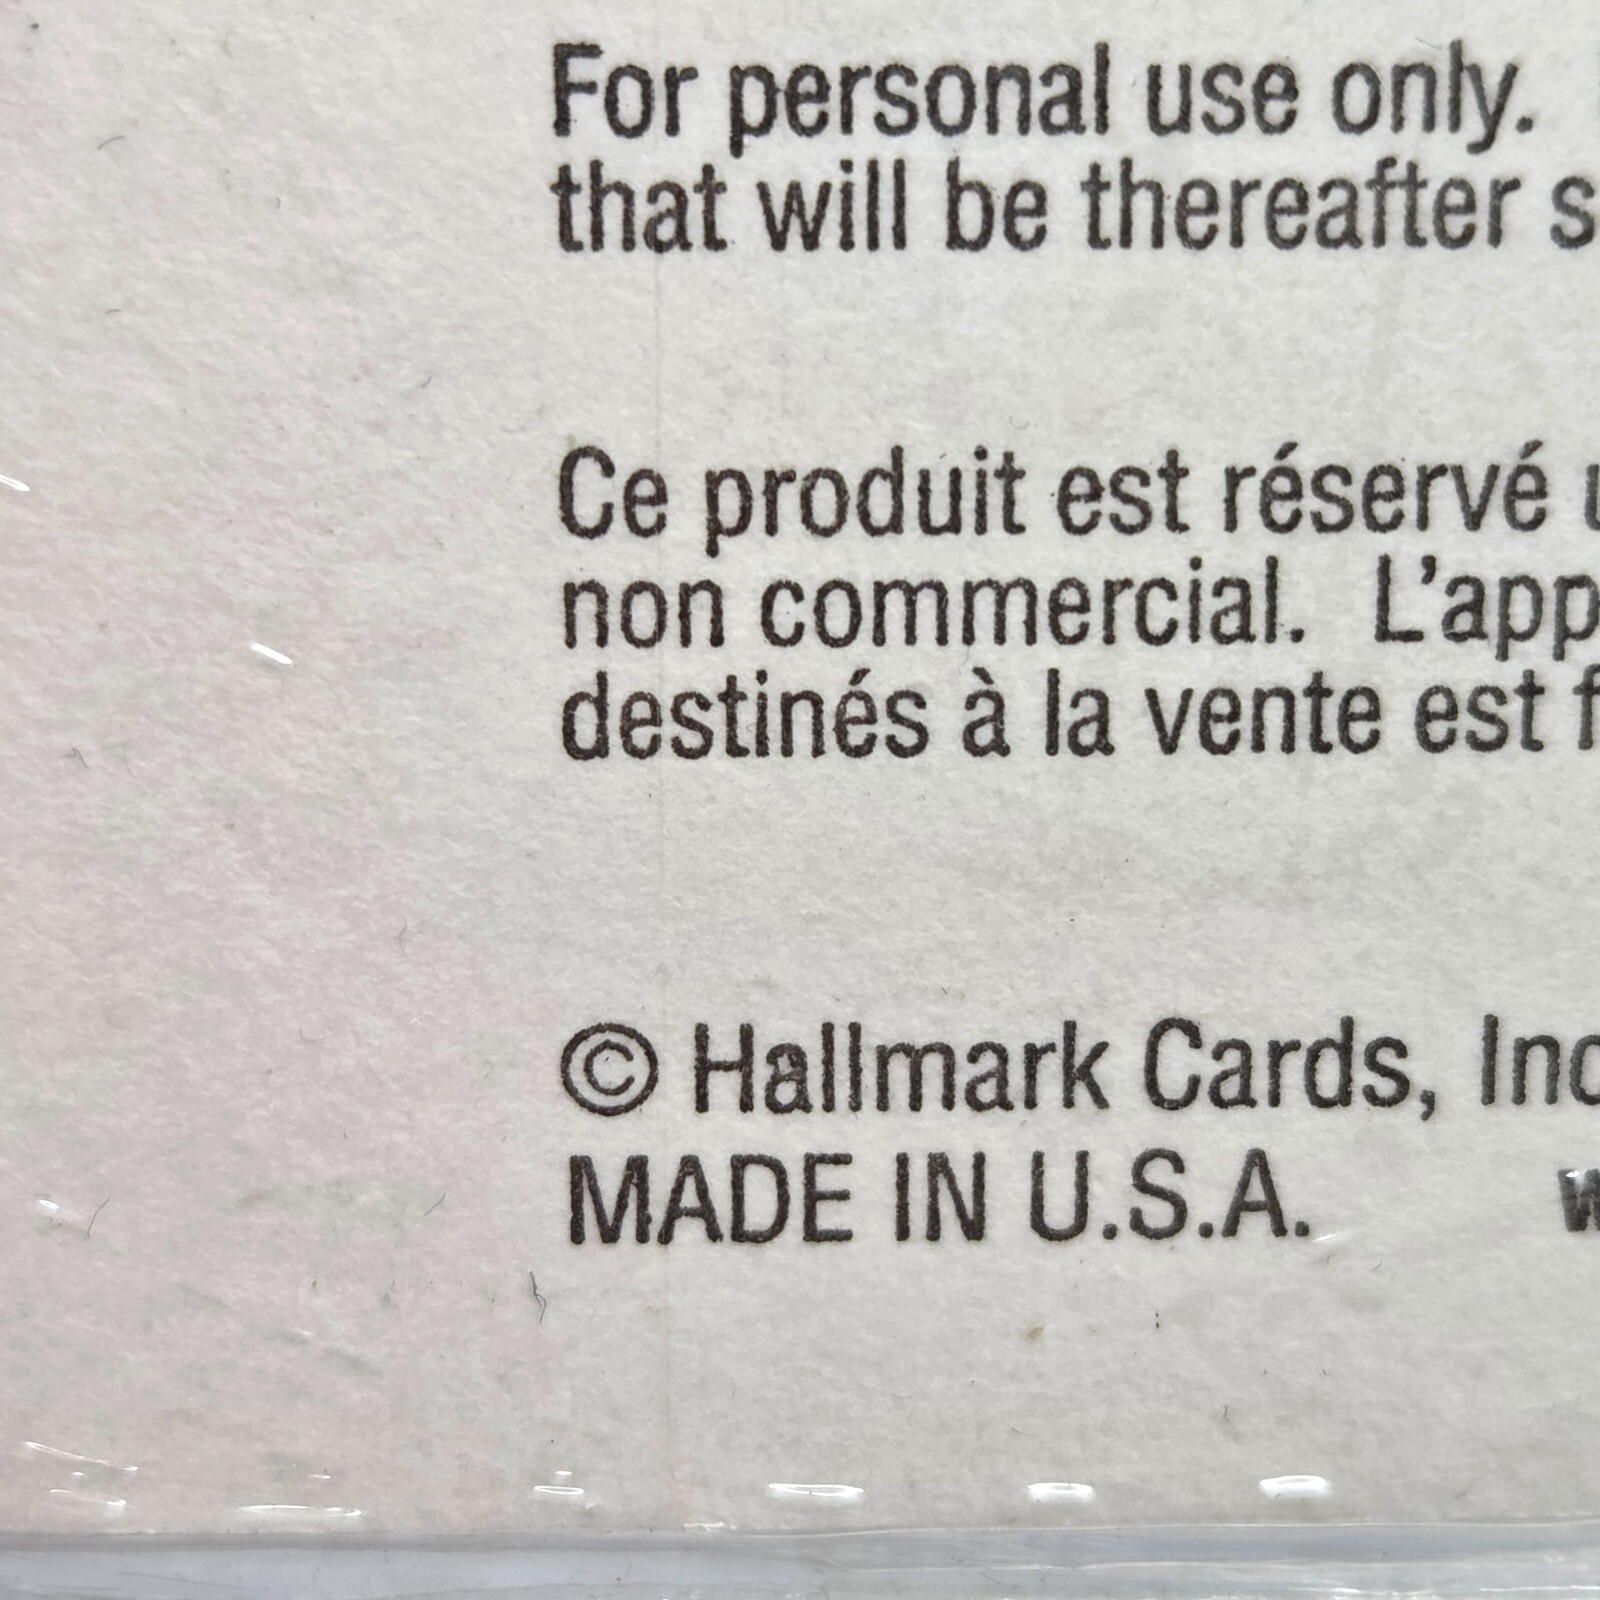 For personal use only.
that will be thereafter
Ce produit est réservé
non commercial. L'app
destinés à la vente est
© Hallmark Cards, Inc
MADE IN U.S.A.